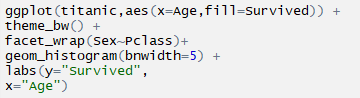 ggplot(titanic,aes(x=Age,fill=Survived)) +
theme_bw() +
facet_wrap(Sex~Pclass)+
geom_histogram(bnwidth=5) +
labs(y="Survived",
x="Age")